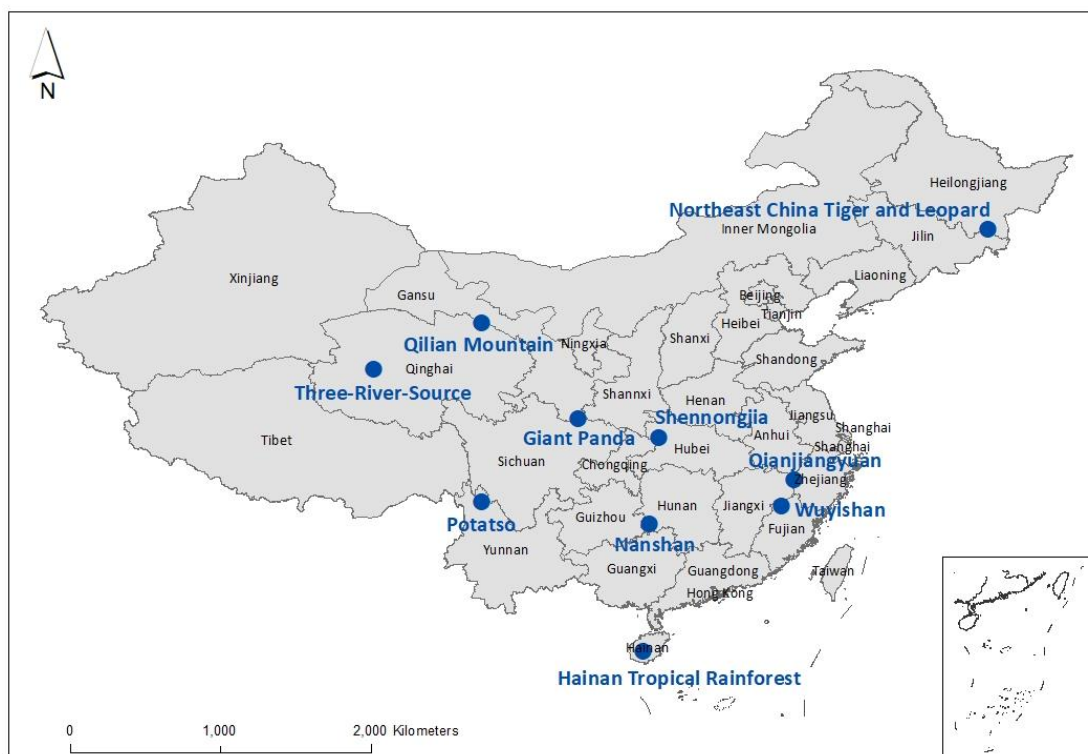 N
Heilongjiang
Northeast China Tiger and Leopard
Inner Mongolia
Jilin
Xinjiang
Liaoning
Gansu
Beijing
Tianjin
Heibei
Shanxi
Ningxia
Qilian Mountain
Qinghai
Shandong
Three-River-Source
Shannxi
Henan
Jiangsu
Shennongjia
Shanghai
Anhui
Giant Panda
Tibet
Hubei
Shanghai
Sichuan
Chongqing
Qianjiangyuan
Zhejiang
Hunan
Jiangxi
Wuyishan
Potatso
Guizhou
Fujian
Nanshan
Yunnan
Guangxi
Guangdong
Taiwan
Hong Kong
Hainan
Hainan Tropical Rainforest
0 1,000 2,000 Kilometers